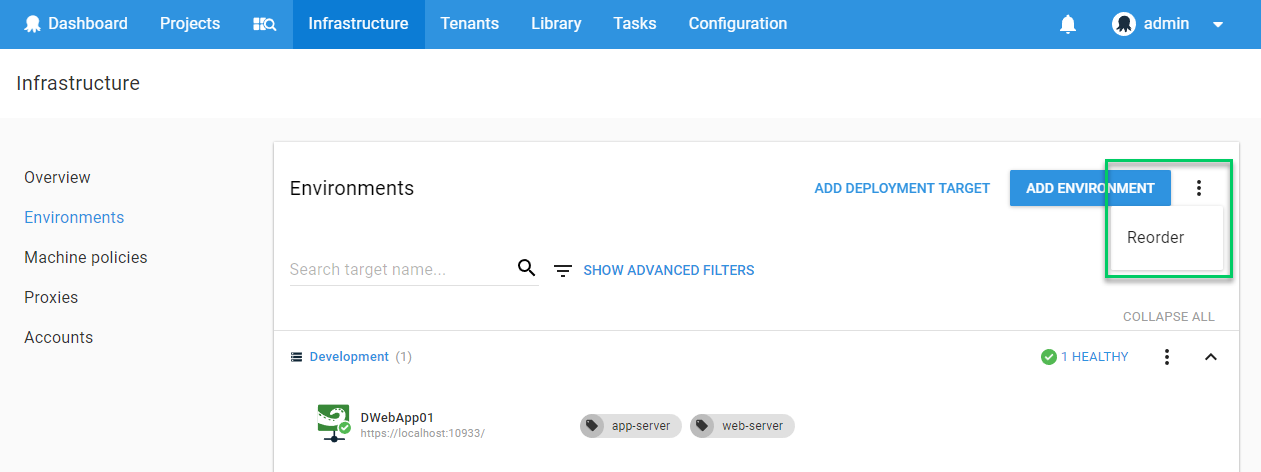 Dashboard Projects Infrastructure Tenants Library Tasks Configuration admin
Infrastructure
Overview
Environments
Machine policies
Proxies
Accounts
Environments ADD DEPLOYMENT TARGET ADD ENVIRONMENT
Reorder
Search target name... SHOW ADVANCED FILTERS
COLLAPSE ALL
Development (1) 1 HEALTHY
DWebApp01
https://localhost:10933/
app-server web-server